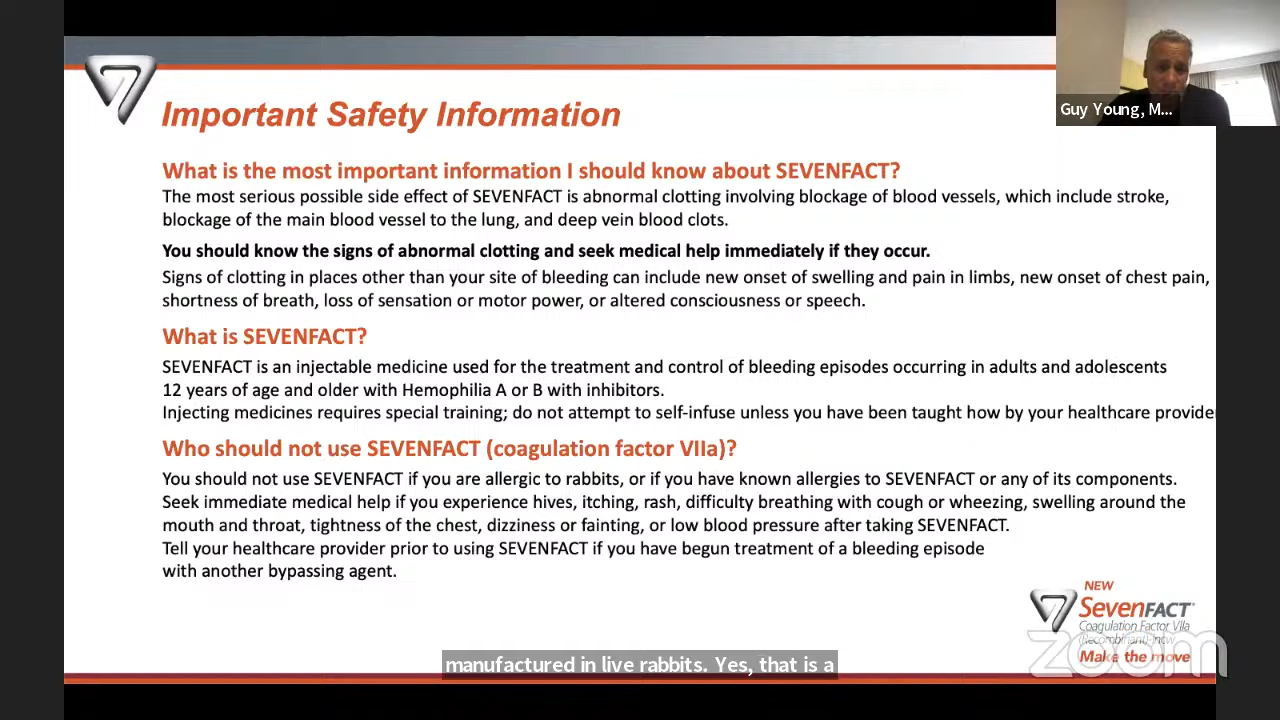 Guy Young, M...
7
Important Safety Information
What is the most important information I should know about SEVENFACT?
The most serious possible side effect of SEVENFACT is abnormal clotting involving blockage of blood vessels, which include stroke,
blockage of the main blood vessel to the lung, and deep vein blood clots.
You should know the signs of abnormal clotting and seek medical help immediately if they occur.
Signs of clotting in places other than your site of bleeding can include new onset of swelling and pain in limbs, new onset of chest pain,
shortness of breath, loss of sensation or motor power, or altered consciousness or speech.
What is SEVENFACT?
SEVENFACT is an injectable medicine used for the treatment and control of bleeding episodes occurring in adults and adolescents
12 years of age and older with Hemophilia A or B with inhibitors.
Injecting medicines requires special training; do not attempt to self-infuse unless you have been taught how by your healthcare provider
Who should not use SEVENFACT (coagulation factor VIIa)?
You should not use SEVENFACT if you are allergic to rabbits, or if you have known allergies to SEVENFACT or any of its components.
Seek immediate medical help if you experience hives, itching, rash, difficulty breathing with cough or wheezing, swelling around the
mouth and throat, tightness of the chest, dizziness or fainting, or low blood pressure after taking SEVENFACT.
Tell your healthcare provider prior to using SEVENFACT if you have begun treatment of a bleeding episode
with another bypassing agent.
NEW
SevenFACT
Coagulation Factor VIIa
(Recombinant)-jncw
Make the move
zoom
manufactured in live rabbits. Yes, that is a